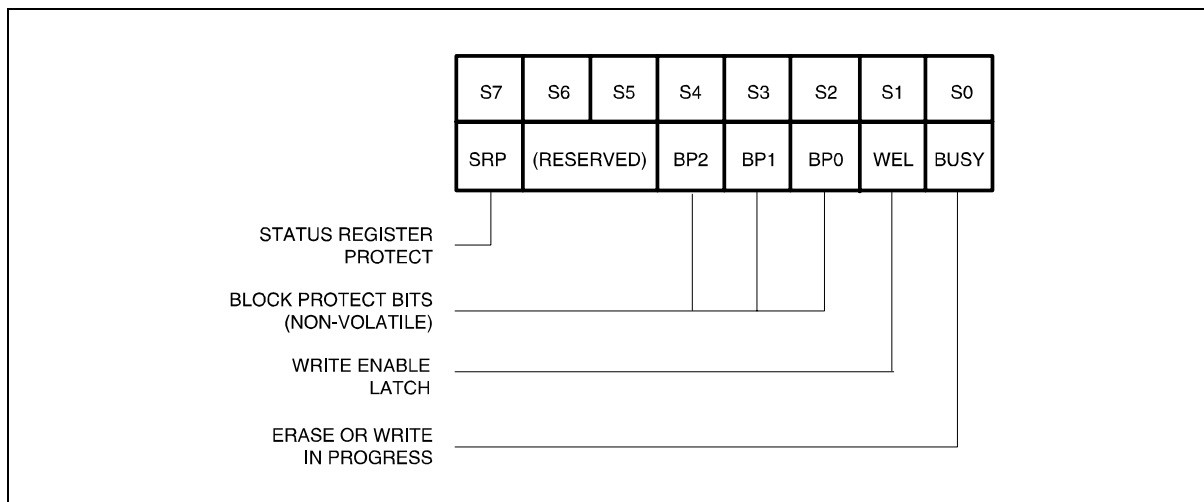 S7 S6 S5 S4 S3 S2 S1 S0
SRP (RESERVED) BP2 BP1 BP0 WEL BUSY
STATUS REGISTER
PROTECT
BLOCK PROTECT BITS
(NON-VOLATILE)
WRITE ENABLE
LATCH
ERASE OR WRITE
IN PROGRESS